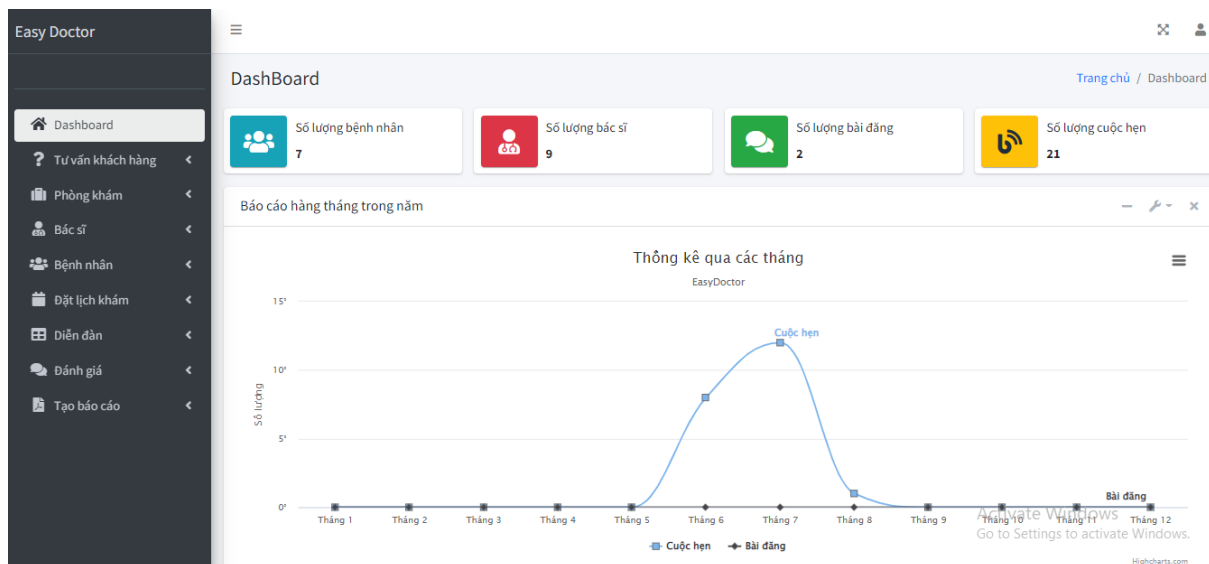 Easy Doctor
DashBoard
Trang chủ / Dashboard
Dashboard
Tư vấn khách hàng
Phòng khám
Bác sĩ
Bệnh nhân
Đặt lịch khám
Diễn đàn
Đánh giá
Tạo báo cáo
Số lượng bệnh nhân
7
Số lượng bác sĩ
9
Số lượng bài đăng
2
Số lượng cuộc hẹn
21
Báo cáo hàng tháng trong năm
Thống kê qua các tháng
EasyDoctor
Số lượng
15°
10°
5°
0°
Cuộc hẹn
Bài đăng
Tháng 1 Tháng 2 Tháng 3 Tháng 4 Tháng 5 Tháng 6 Tháng 7 Tháng 8 Tháng 9 Tháng 10 Tháng 11 Tháng 12
Cuộc hẹn Bài đăng
Activate Windows
Go to Settings to activate Windows.
Highcharts.com